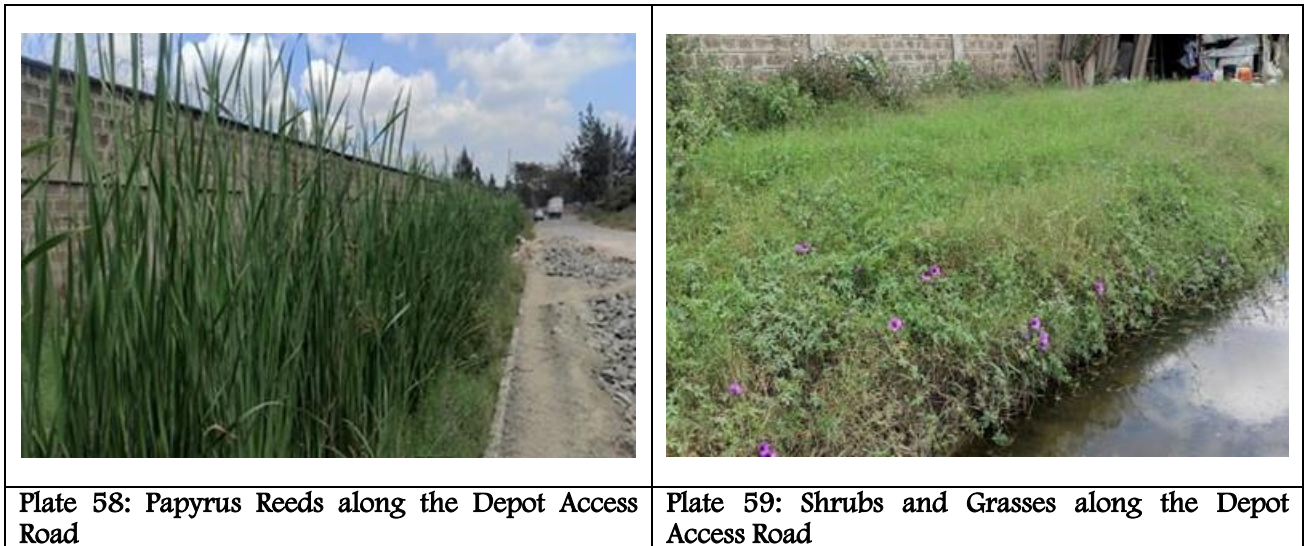 Plate 58: Papyrus Reeds along the Depot Access
Road
Plate 59: Shrubs and Grasses along the Depot
Access Road